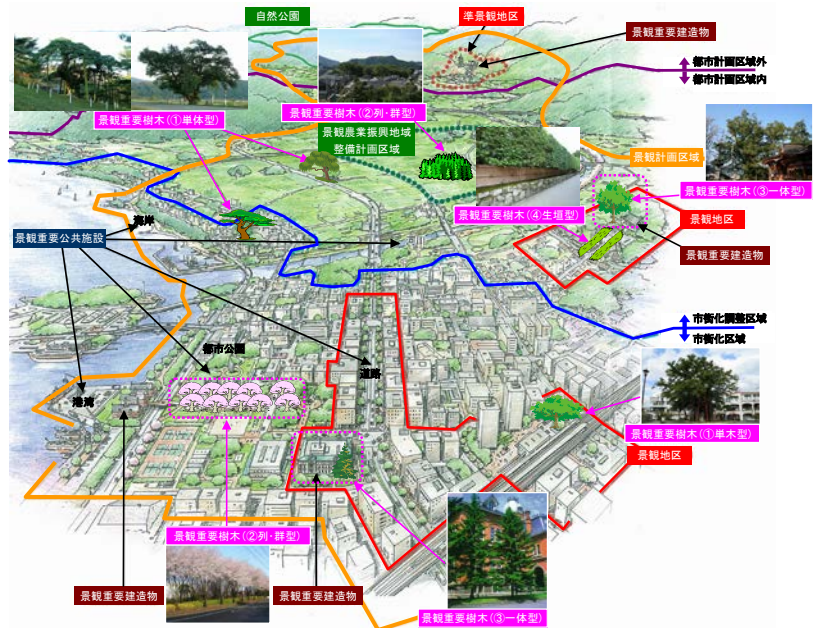 自然公園
準景観地区
景観重要建造物
都市計画区域外
都市計画区域内
景観重要樹木(①単体型)
景観重要樹木(②列・群型)
景観農業振興地域
整備計画区域
景観計画区域
景観重要樹木(③一体型)
景観重要樹木(④生垣型)
景観地区
海岸
景観重要公共施設
景観重要建造物
市街化調整区域
市街化区域
都市公園
道路
港湾
景観重要樹木(①単木型)
景観地区
景観重要樹木(②列・群型)
景観重要建造物
景観重要建造物
景観重要樹木(③一体型)